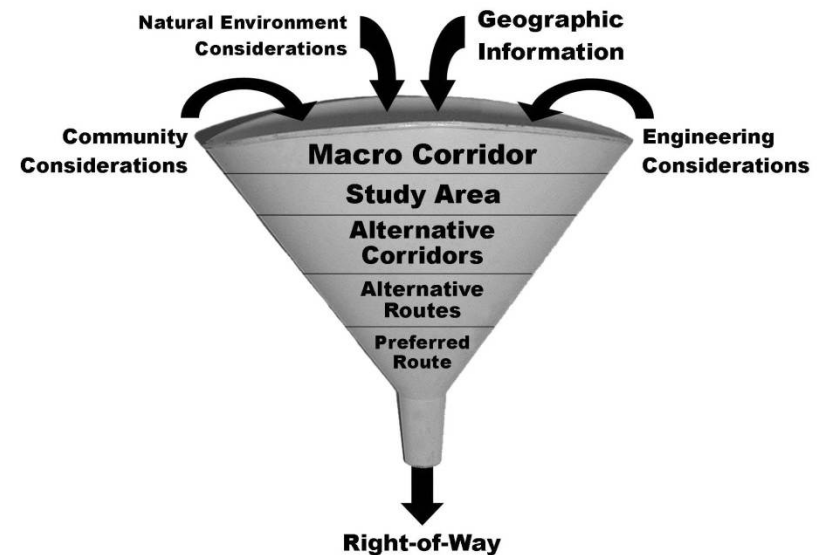 Natural Environment
Considerations
Geographic
Information
Community
Considerations
Engineering
Considerations
Macro Corridor
Study Area
Alternative
Corridors
Alternative
Routes
Preferred
Route
Right-of-Way